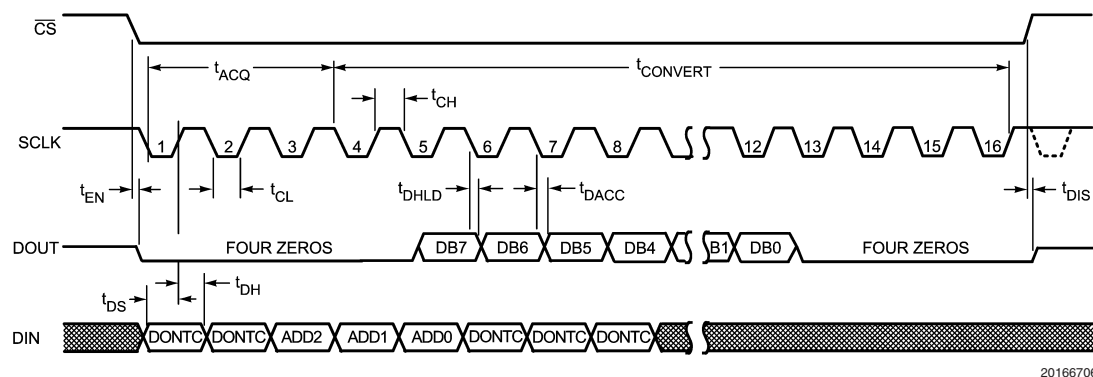 CS
tACQ
tCONVERT
tCH
SCLK
1 2 3 4 5 6 7 8 12 13 14 15 16
tEN
tCL
tDHLD
tDACC
tDIS
DOUT
FOUR ZEROS DB7 DB6 DB5 DB4 B1 DB0 FOUR ZEROS
tDS
tDH
DIN
DONTC DONTC ADD2 ADD1 ADD0 DONTC DONTC DONTC
20166706